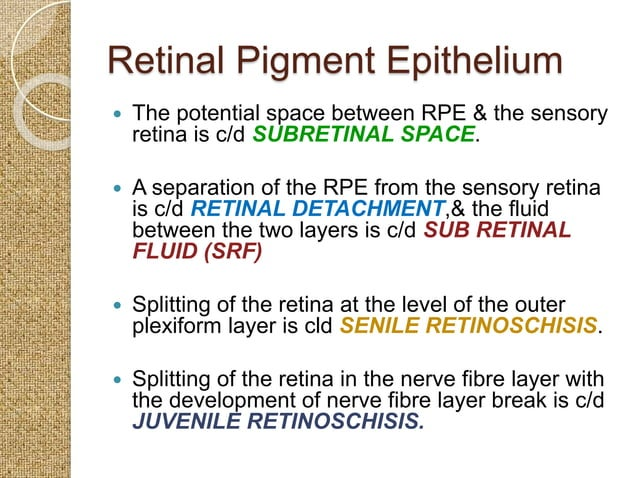 Retinal Pigment Epithelium
• The potential space between RPE & the sensory
retina is c/d SUBRETINAL SPACE.
• A separation of the RPE from the sensory retina
is c/d RETINAL DETACHMENT,& the fluid
between the two layers is c/d SUB RETINAL
FLUID (SRF)
• Splitting of the retina at the level of the outer
plexiform layer is cld SENILE RETINOSCHISIS.
• Splitting of the retina in the nerve fibre layer with
the development of nerve fibre layer break is c/d
JUVENILE RETINOSCHISIS.